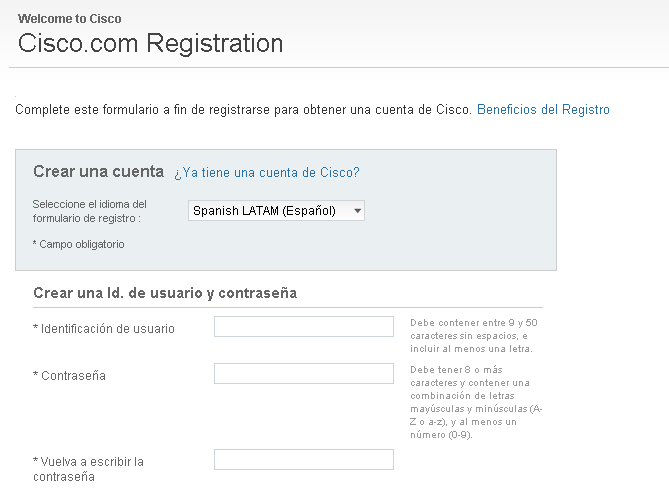 Welcome to Cisco
Cisco.com Registration
Complete este formulario a fin de registrarse para obtener una cuenta de Cisco. Beneficios del Registro
Crear una cuenta ¿Ya tiene una cuenta de Cisco?
Seleccione el idioma del
formulario de registro :
Spanish LATAM (Español)
* Campo obligatorio
Crear una Id. de usuario y contraseña
* Identificación de usuario
Debe contener entre 9 y 50
caracteres sin espacios, e
incluir al menos una letra.
* Contraseña
Debe tener 8 o más
caracteres y contener una
combinación de letras
mayúsculas y minúsculas (A-
Z o a-z), y al menos un
número (0-9).
* Vuelva a escribir la
contraseña